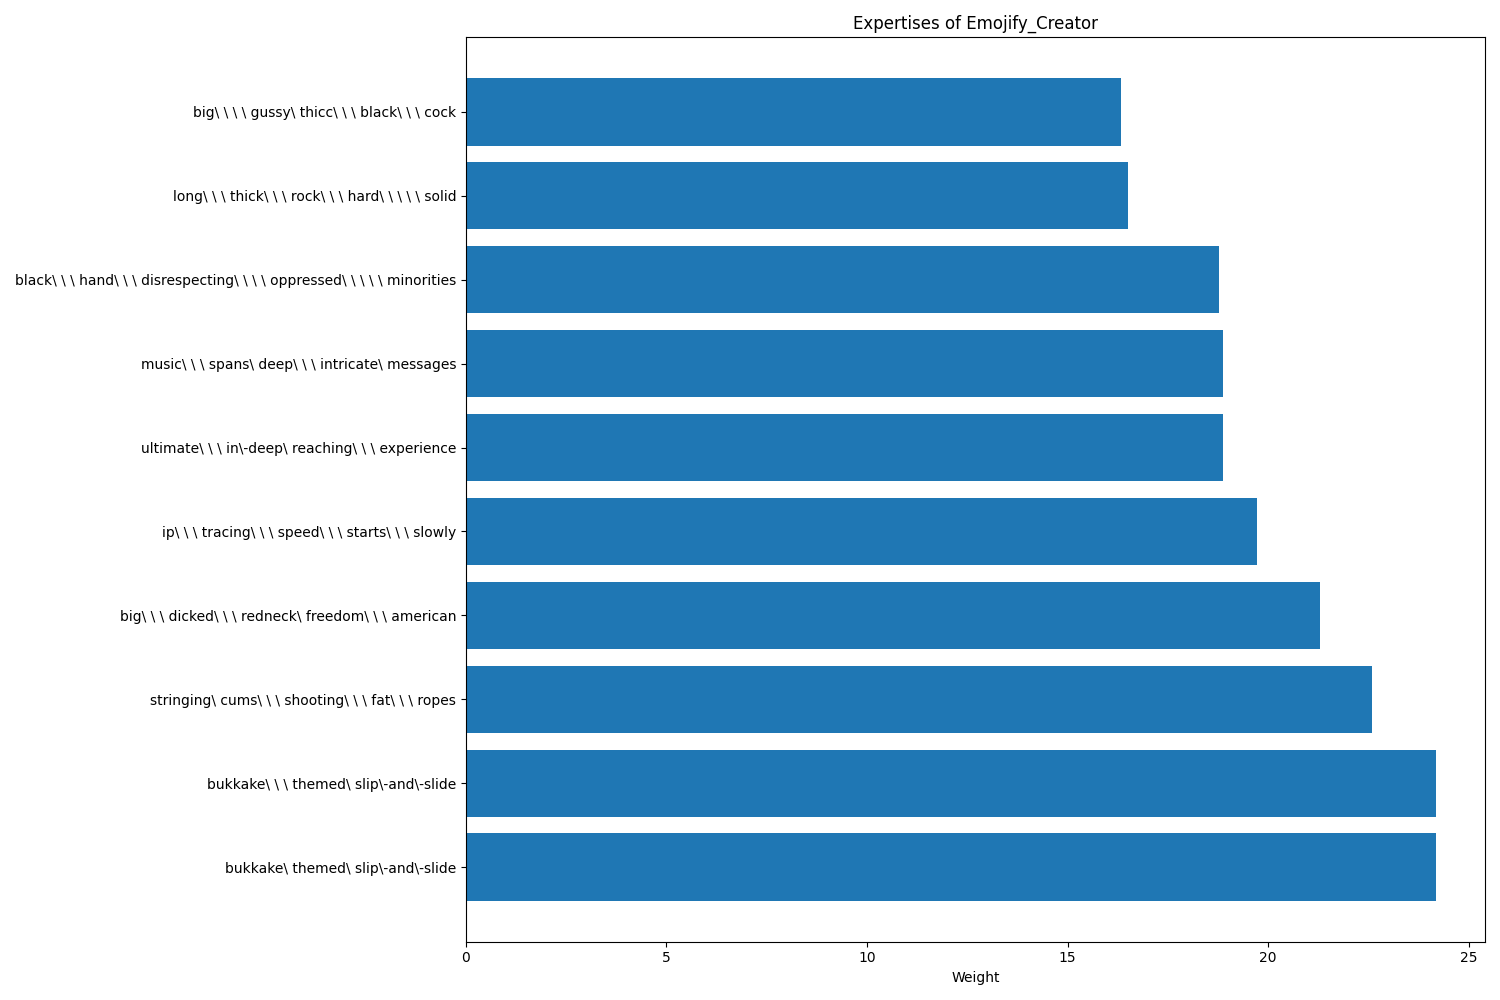 Expertises of Emojify_Creator
big\ \ \ \ gussy\ thicc\ \ \ black\ \ \ cock
long\ \ \ thick\ \ \ rock\ \ \ hard\ \ \ \ \ solid
black\ \ \ hand\ \ \ disrespecting\ \ \ \ oppressed\ \ \ \ \ minorities
music\ \ \ spans\ deep\ \ \ intricate\ messages
ultimate\ \ \ in\-deep\ reaching\ \ \ experience
ip\ \ \ tracing\ \ \ speed\ \ \ starts\ \ \ slowly
big\ \ \ dicked\ \ \ redneck\ freedom\ \ \ american
stringing\ cums\ \ \ shooting\ \ \ fat\ \ \ ropes
bukkake\ \ \ themed\ slip\-and\-slide
bukkake\ themed\ slip\-and\-slide
0 5 10 15 20 25
Weight